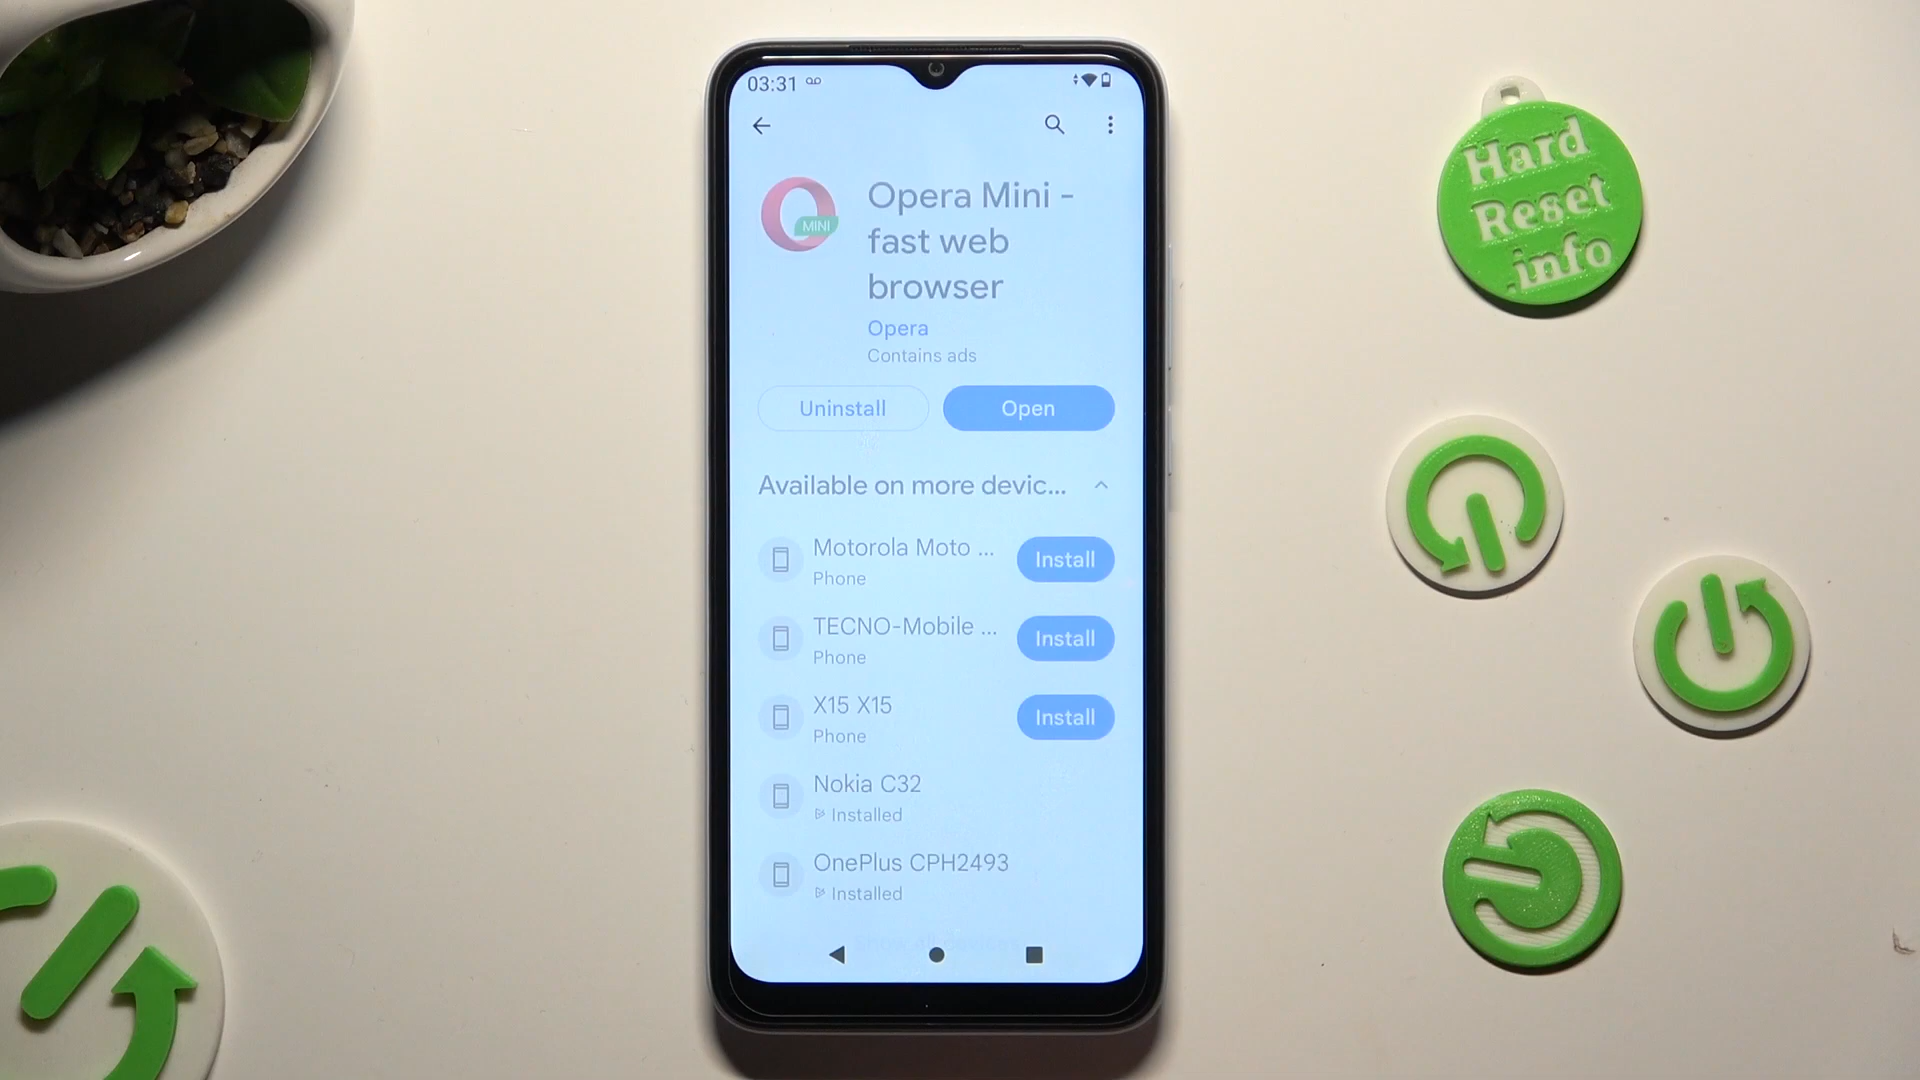 03:31
Opera Mini -
fast web
browser
MINI
Opera
Contains ads
Uninstall
Open
Available on more devic...
Motorola Moto ...
Phone
Install
TECNO-Mobile ...
Phone
Install
X15 X15
Phone
Install
Nokia C32
Installed
OnePlus CPH2493
Installed
Hard
Reset
.info